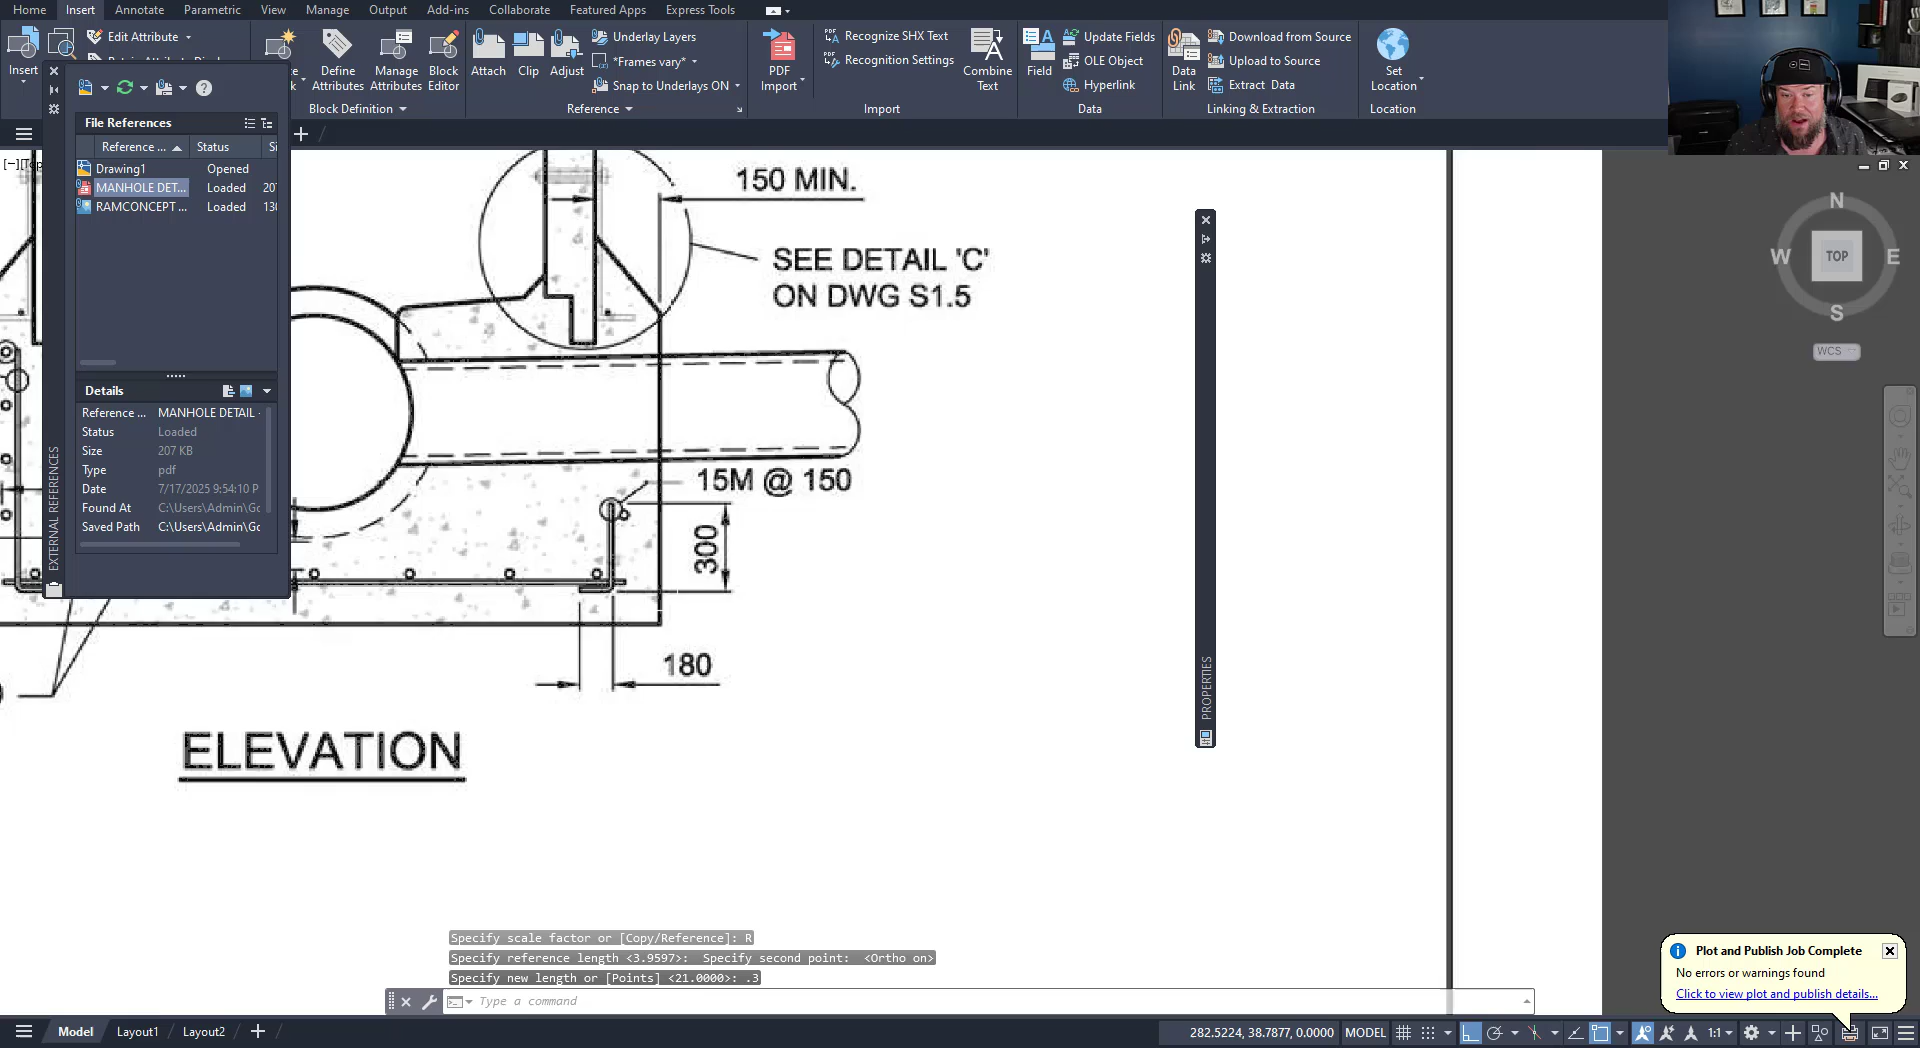 Home Insert Annotate Parametric View Manage Output Add-ins Collaborate Featured Apps Express Tools
Edit Attribute
Insert
Define Attributes
Manage Attributes
Block Editor
Block Definition
Attach
Clip
Adjust
Underlay Layers
*Frames vary*
Snap to Underlays ON
Reference
PDF Import
Recognize SHX Text
Recognition Settings
Combine Text
Import
Field
Update Fields
OLE Object
Hyperlink
Data
Data Link
Download from Source
Upload to Source
Extract Data
Linking & Extraction
Set Location
Location
File References
Reference ... Status
Drawing1 Opened
MANHOLE DET... Loaded
RAMCONCEPT ... Loaded
Details
Reference ... MANHOLE DETAIL -
Status Loaded
Size 207 KB
Type pdf
Date 7/17/2025 9:54:10 P
Found At C:\Users\Admin\Gc
Saved Path C:\Users\Admin\Gc
EXTERNAL REFERENCES
150 MIN.
SEE DETAIL 'C'
ON DWG S1.5
15M @ 150
300
180
ELEVATION
PROPERTIES
N
W TOP E
S
WCS
Specify scale factor or [Copy/Reference]: R
Specify reference length <3.9597>: Specify second point: <Ortho on>
Specify new length or [Points] <21.0000>: .3
Type a command
Plot and Publish Job Complete
No errors or warnings found
Click to view plot and publish details...
Model Layout1 Layout2
282.5224, 38.7877, 0.0000 MODEL 1:1